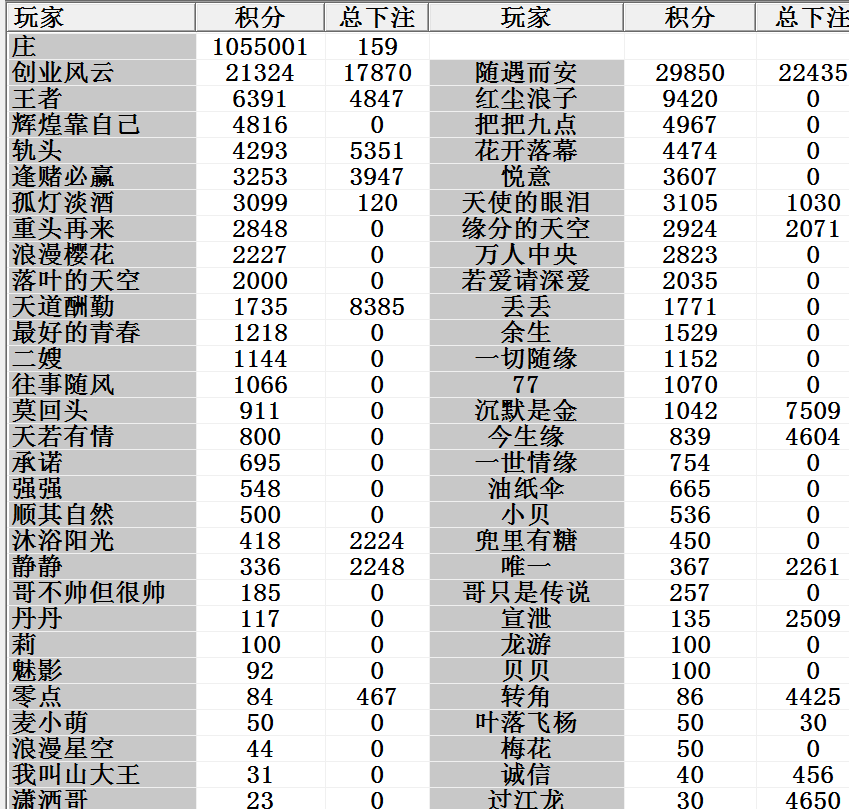 玩家 积分 总下注 玩家 积分 总下注
庄 1055001 159
创业风云 21324 17870 随遇而安 29850 22435
王者 6391 4847 红尘浪子 9420 0
辉煌靠自己 4816 0 把把九点 4967 0
轨头 4293 5351 花开落幕 4474 0
逢赌必赢 3253 3947 悦意 3607 0
孤灯淡酒 3099 120 天使的眼泪 3105 1030
重头再来 2848 0 缘分的天空 2924 2071
浪漫樱花 2227 0 万人中央 2823 0
落叶的天空 2000 0 若爱请深爱 2035 0
天道酬勤 1735 8385 丢丢 1771 0
最好的青春 1218 0 余生 1529 0
二嫂 1144 0 一切随缘 1152 0
往事随风 1066 0 77 1070 0
莫回头 911 0 沉默是金 1042 7509
天若有情 800 0 今生缘 839 4604
承诺 695 0 一世情缘 754 0
强强 548 0 油纸伞 665 0
顺其自然 500 0 小贝 536 0
沐浴阳光 418 2224 兜里有糖 450 0
静静 336 2248 唯一 367 2261
哥不帅但很帅 185 0 哥只是传说 257 0
丹丹 117 0 宣泄 135 2509
莉 100 0 龙游 100 0
魅影 92 0 贝贝 100 0
零点 84 467 转角 86 4425
麦小萌 50 0 叶落飞杨 50 30
浪漫星空 44 0 梅花 50 0
我叫山大王 31 0 诚信 40 456
潇洒哥 23 0 过江龙 30 4650